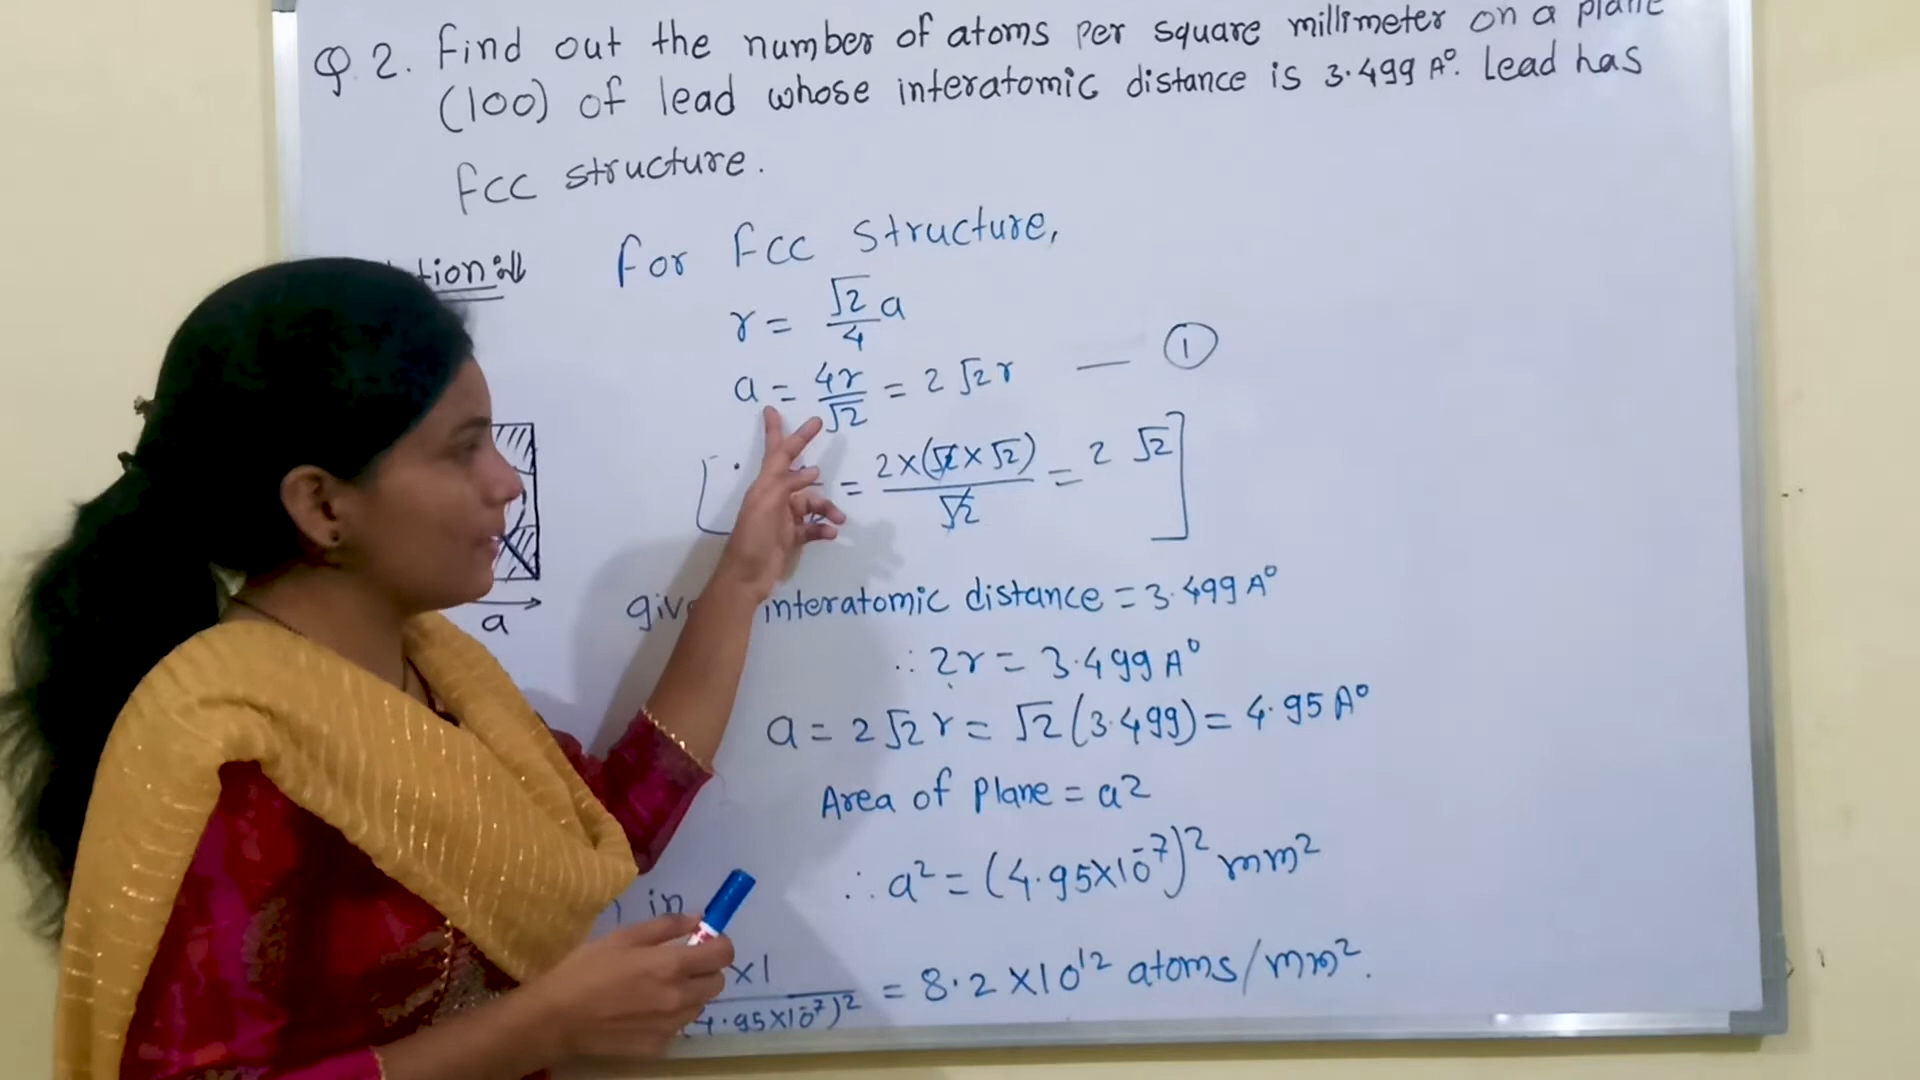 Q.2. Find out the number of atoms per square millimeter on a plane
(100) of lead whose interatomic distance is 3.499 A°. Lead has
FCC structure.
For FCC Structure,
r = √2/4 a
a = 4r/√2 = 2√2 r — ①
= 2×(√2×√2)/√2 = 2√2]
interatomic distance = 3.499 A°
∴ 2r = 3.499 A°
a
a = 2√2 r = √2 (3.499) = 4.95 A°
Area of plane = a2
∴ a² = (4.95×10⁻⁷)² mm²
in
×1/(4.95×10⁻⁷)² = 8.2 × 10¹² atoms/mm².